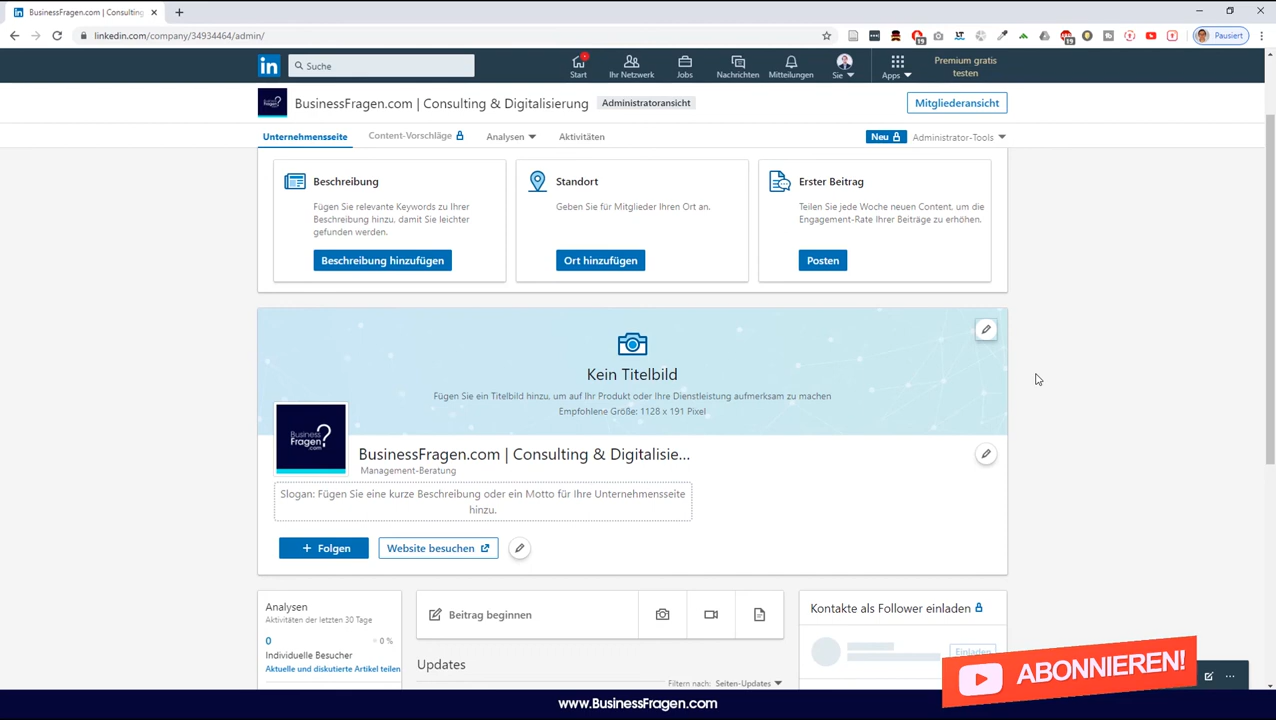 BusinessFragen.com | Consulting
linkedin.com/company/34934464/admin/
19
19
Pausiert
in
Suche
Start
Ihr Netzwerk
Jobs
Nachrichten
Mitteilungen
Sie
Apps
Premium gratis
testen
BusinessFragen.com | Consulting & Digitalisierung
Administratoransicht
Mitgliederansicht
Unternehmensseite
Content-Vorschläge
Analysen
Aktivitäten
Neu
Administrator-Tools
Beschreibung
Fügen Sie relevante Keywords zu Ihrer
Beschreibung hinzu, damit Sie leichter
gefunden werden.
Beschreibung hinzufügen
Standort
Geben Sie für Mitglieder Ihren Ort an.
Ort hinzufügen
Erster Beitrag
Teilen Sie jede Woche neuen Content, um die
Engagement-Rate Ihrer Beiträge zu erhöhen.
Posten
Kein Titelbild
Fügen Sie ein Titelbild hinzu, um auf Ihr Produkt oder Ihre Dienstleistung aufmerksam zu machen
Empfohlene Größe: 1128 x 191 Pixel
Business
Fragen
.com
?
BusinessFragen.com | Consulting & Digitalisie...
Management-Beratung
Slogan: Fügen Sie eine kurze Beschreibung oder ein Motto für Ihre Unternehmensseite
hinzu.
+ Folgen
Website besuchen
Analysen
Aktivitäten der letzten 30 Tage
0
0 %
Individuelle Besucher
Aktuelle und diskutierte Artikel teilen
Beitrag beginnen
Updates
Filtern nach: Seiten-Updates
Kontakte als Follower einladen
Einladen
ABONNIEREN!
www.BusinessFragen.com